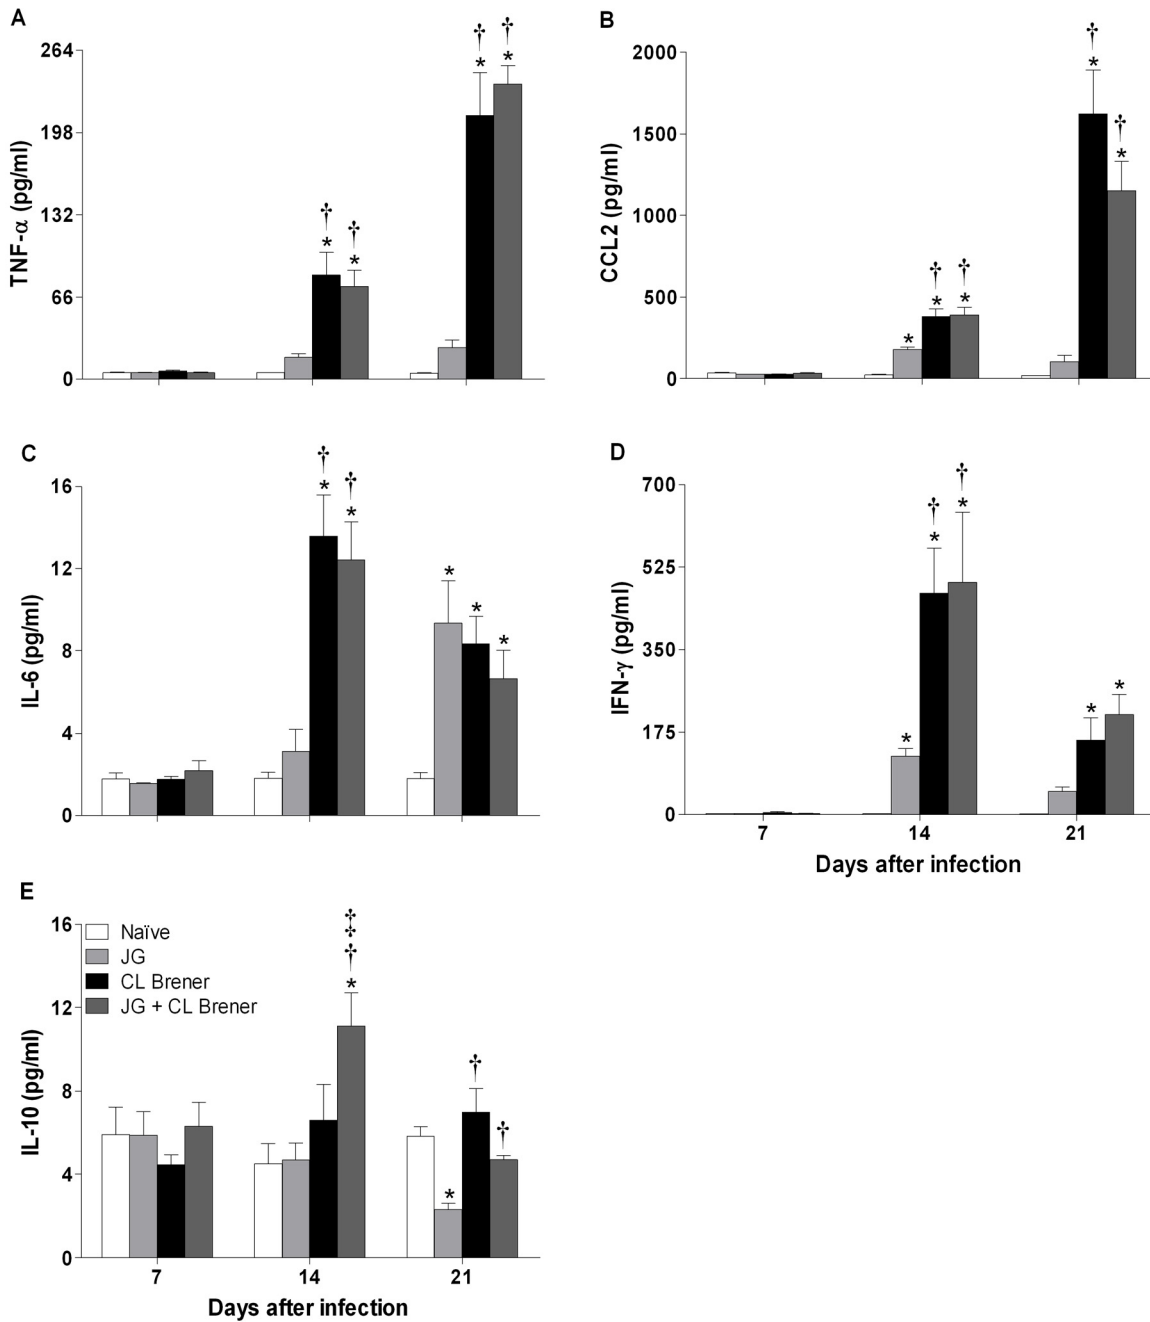 A
TNF-α (pg/ml)
264
198
132
66
0
† †
* *
† †
* *
B
CCL2 (pg/ml)
2000
1500
1000
500
0
*
† †
* *
† †
* *
C
IL-6 (pg/ml)
16
12
8
4
0
† †
* *
* * *
D
IFN-γ (pg/ml)
700
525
350
175
0
*
† †
* *
* *
7 14 21
Days after infection
E
IL-10 (pg/ml)
16
12
8
4
0
Naïve
JG
CL Brener
JG + CL Brener
‡
†
*
*
† †
7 14 21
Days after infection